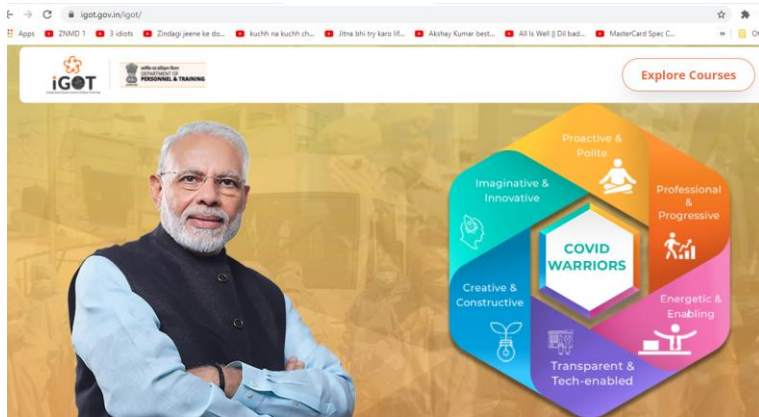 igot.gov.in/igot/
Apps
ZNMD 1
3 idiots
Zindagi jeene ke do...
kuchh na kuchh ch...
Jitna bhi try karo lif...
Akshay Kumar best...
All Is Well || Dil bad...
MasterCard Spec C...
»
iGOT
DEPARTMENT OF
PERSONNEL & TRAINING
Explore Courses
Proactive &
Polite
Imaginative &
Innovative
Professional
&
Progressive
COVID
WARRIORS
Creative &
Constructive
Energetic &
Enabling
Transparent &
Tech-enabled